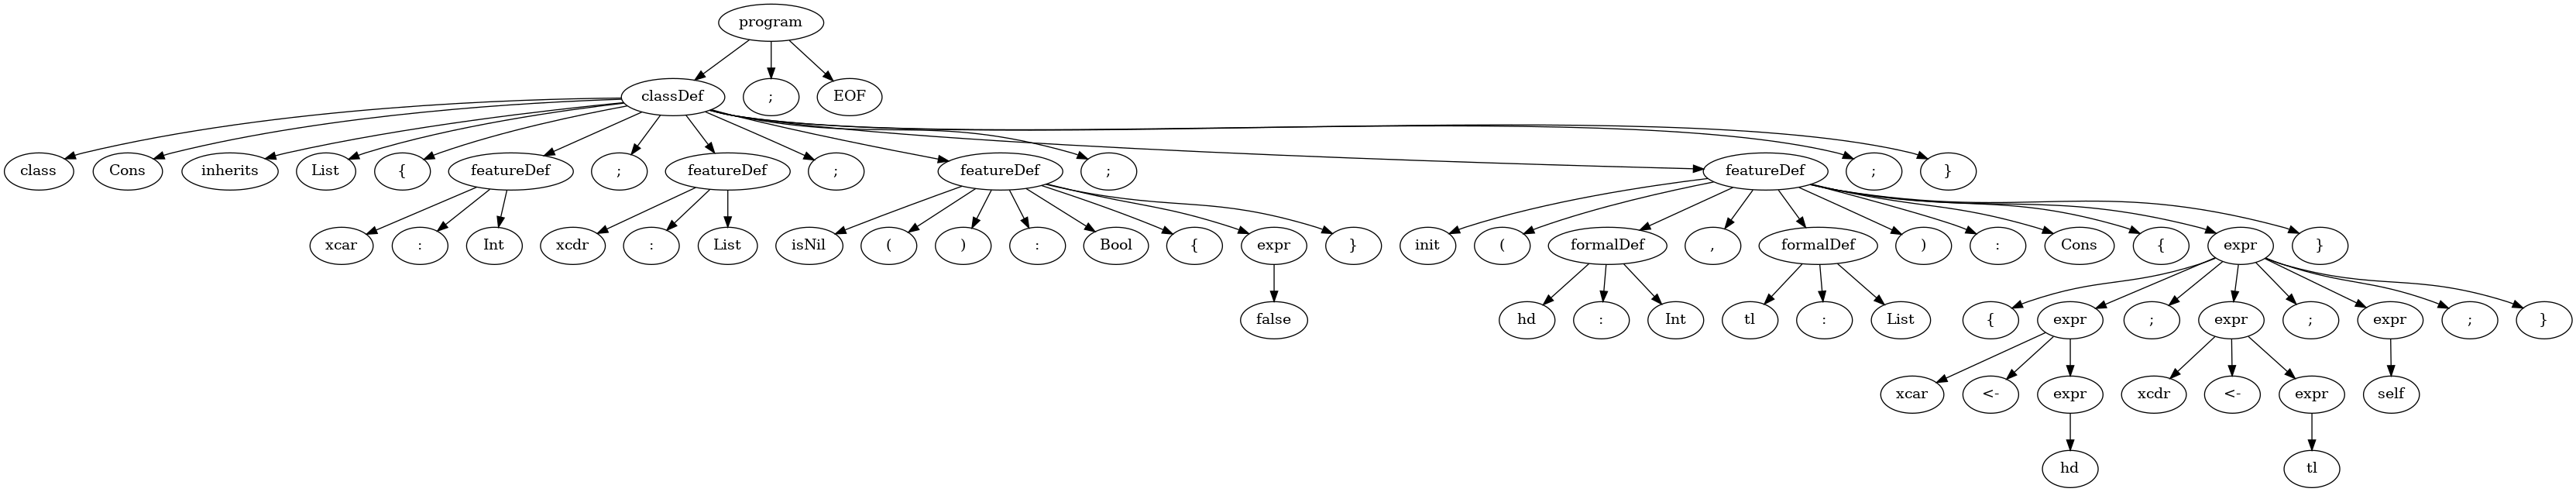 program
classDef ; EOF
class Cons inherits List { featureDef ; featureDef ; featureDef ; featureDef ; }
xcar : Int xcdr : List isNil ( ) : Bool { expr } init ( formalDef , formalDef ) : Cons { expr }
false hd : Int tl : List { expr ; expr ; expr ; }
xcar <- expr xcdr <- expr self
hd tl